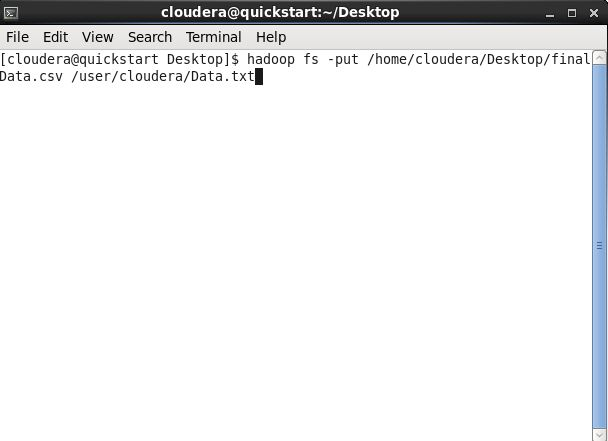 cloudera@quickstart:~/Desktop
File Edit View Search Terminal Help
[cloudera@quickstart Desktop]$ hadoop fs -put /home/cloudera/Desktop/final
Data.csv /user/cloudera/Data.txt